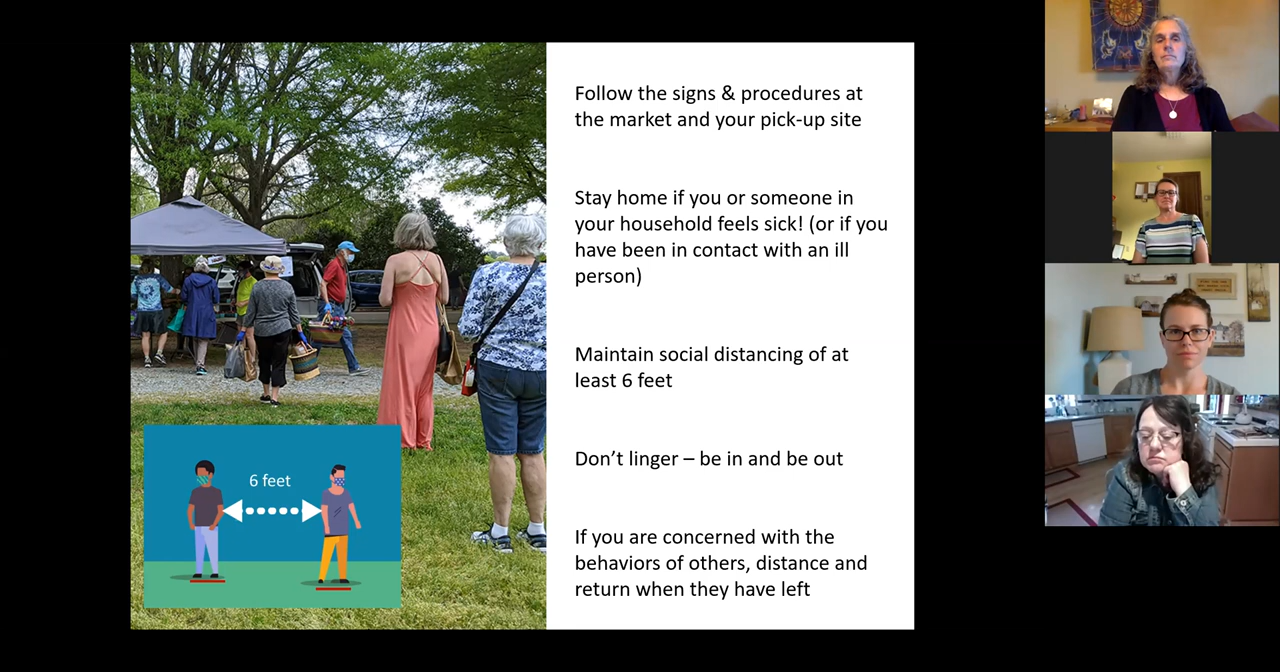 Follow the signs & procedures at
the market and your pick-up site
Stay home if you or someone in
your household feels sick! (or if you
have been in contact with an ill
person)
Maintain social distancing of at
least 6 feet
Don’t linger – be in and be out
If you are concerned with the
behaviors of others, distance and
return when they have left
6 feet